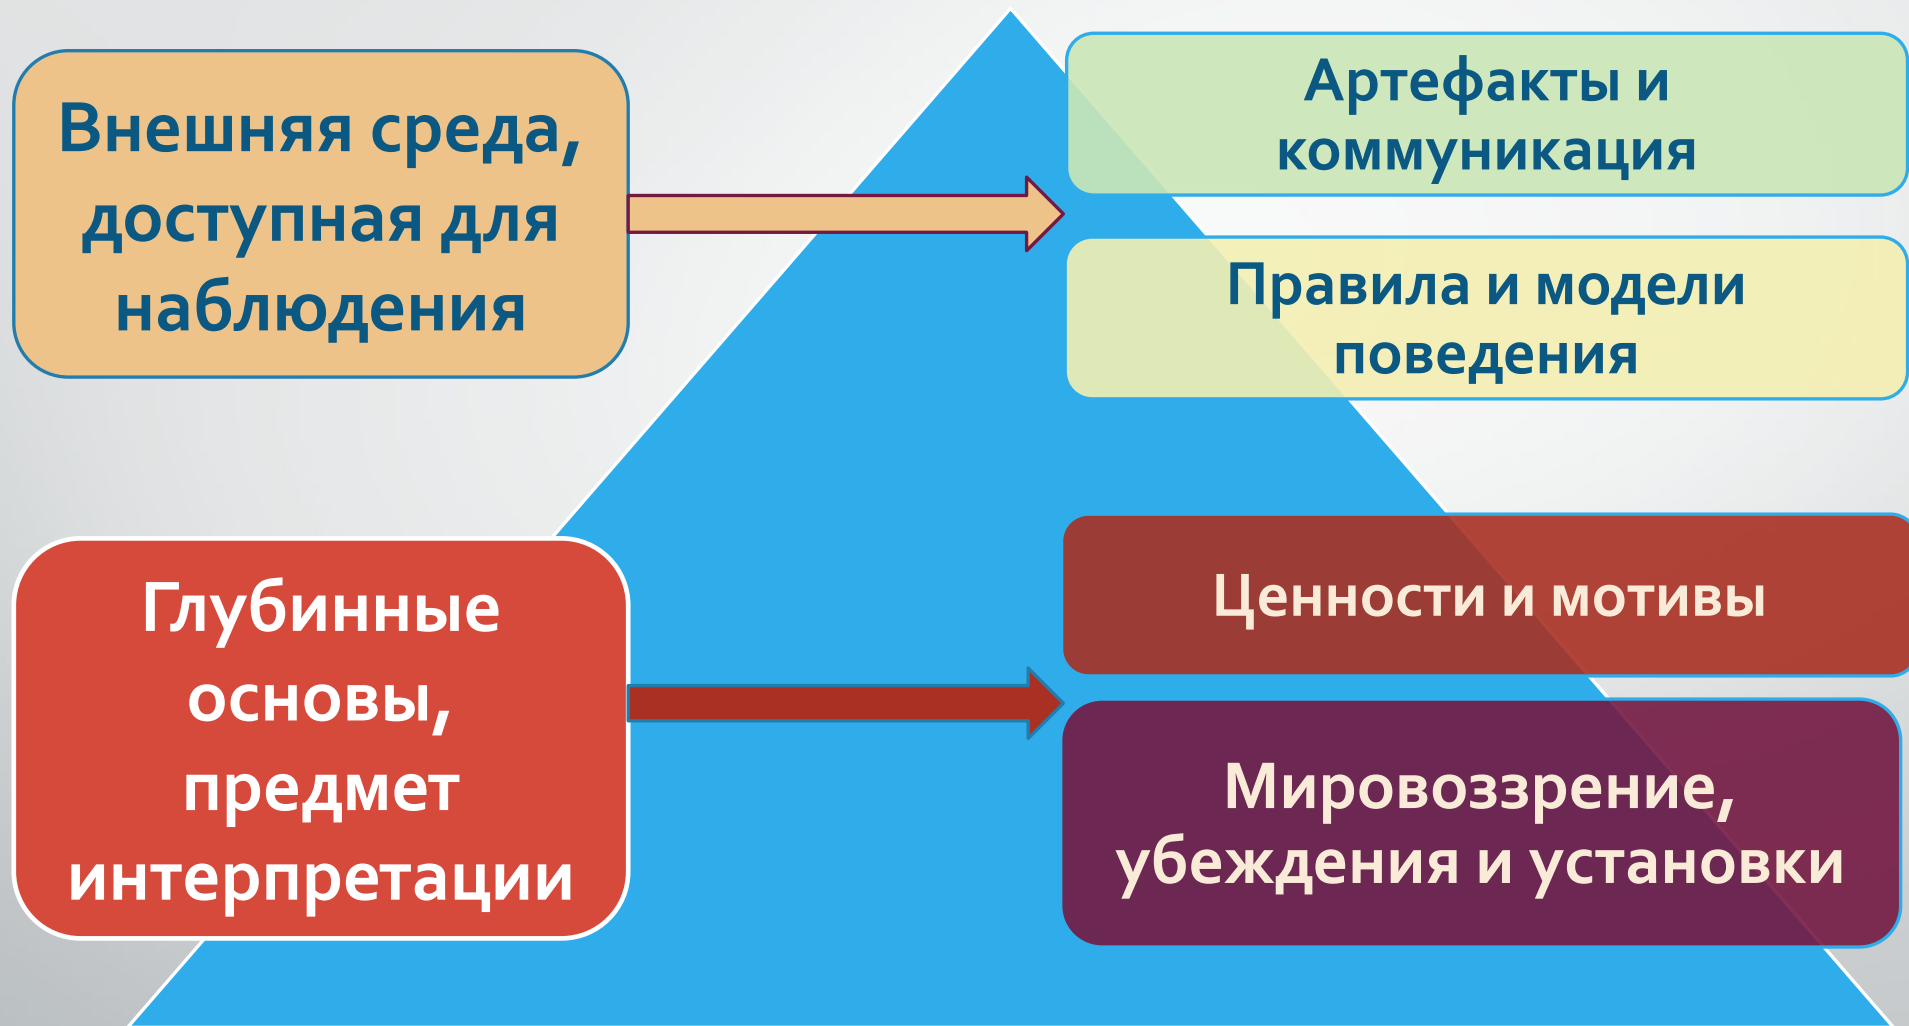 Внешняя среда,
доступная для
наблюдения
Артефакты и
коммуникация
Правила и модели
поведения
Глубинные
основы,
предмет
интерпретации
Ценности и мотивы
Мировоззрение,
убеждения и установки